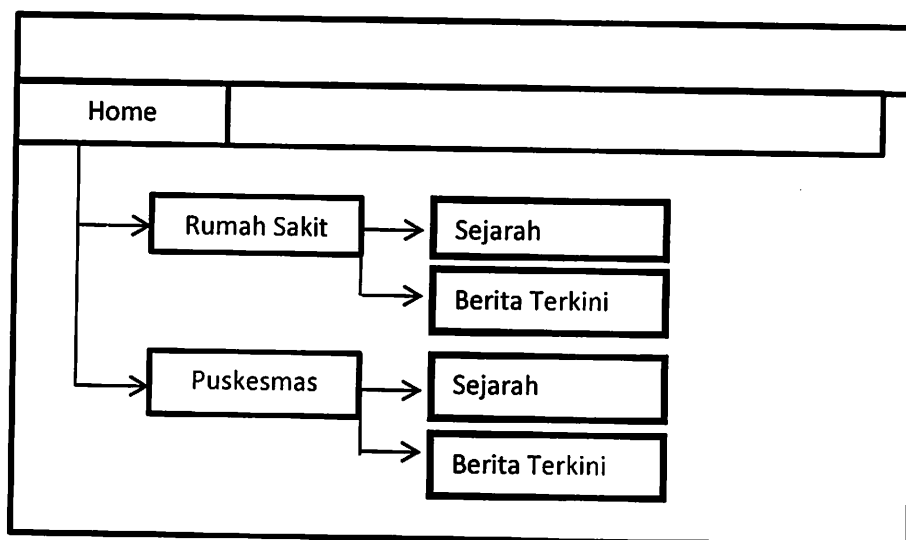 Home
Rumah Sakit
Sejarah
Berita Terkini
Puskesmas
Sejarah
Berita Terkini